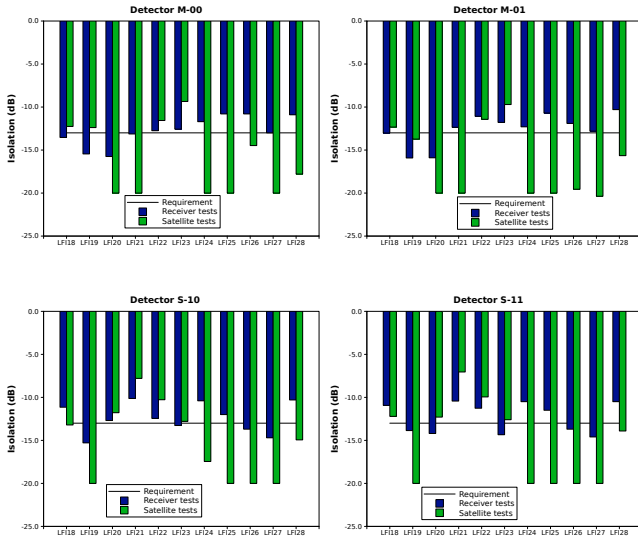 Detector M-00
Detector M-01
Isolation (dB)
0.0
-5.0
-10.0
-15.0
-20.0
-25.0
Requirement
Receiver tests
Satellite tests
LFI18 LFI19 LFI20 LFI21 LFI22 LFI23 LFI24 LFI25 LFI26 LFI27 LFI28
Isolation (dB)
0.0
-5.0
-10.0
-15.0
-20.0
-25.0
Requirement
Receiver tests
Satellite tests
LFI18 LFI19 LFI20 LFI21 LFI22 LFI23 LFI24 LFI25 LFI26 LFI27 LFI28
Detector S-10
Detector S-11
Isolation (dB)
0.0
-5.0
-10.0
-15.0
-20.0
-25.0
Requirement
Receiver tests
Satellite tests
LFI18 LFI19 LFI20 LFI21 LFI22 LFI23 LFI24 LFI25 LFI26 LFI27 LFI28
Isolation (dB)
0.0
-5.0
-10.0
-15.0
-20.0
-25.0
Requirement
Receiver tests
Satellite tests
LFI18 LFI19 LFI20 LFI21 LFI22 LFI23 LFI24 LFI25 LFI26 LFI27 LFI28